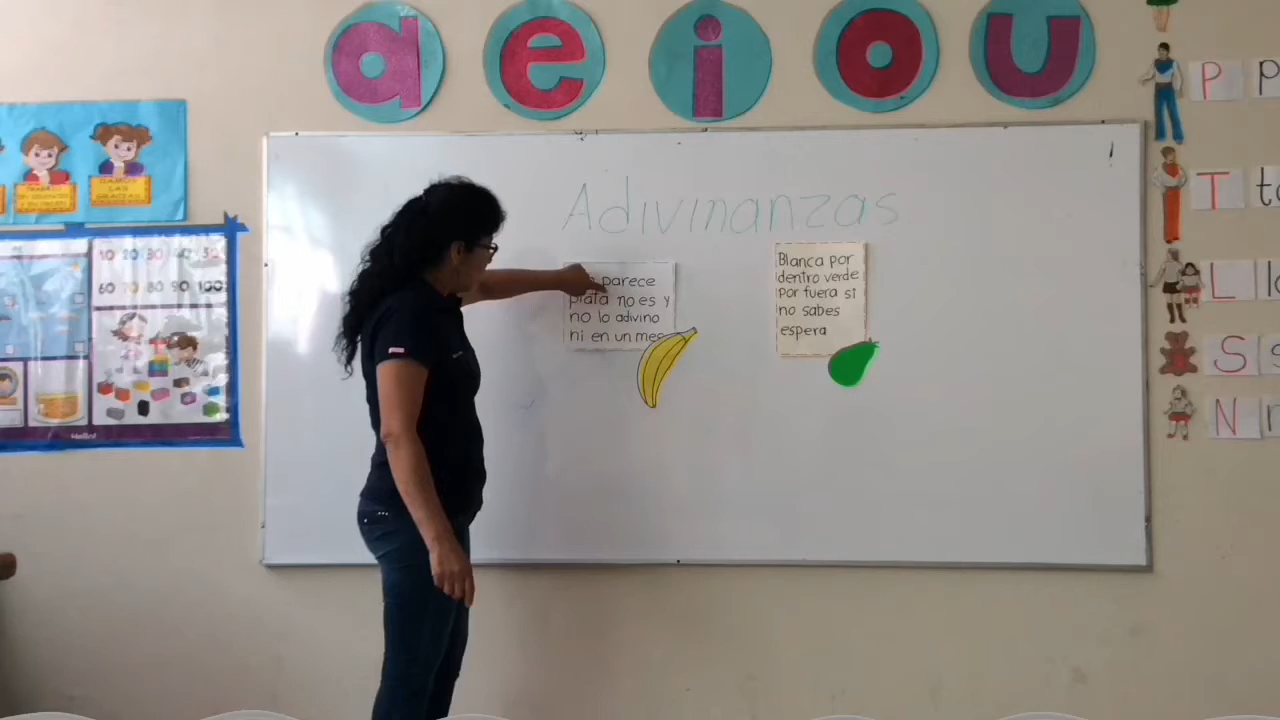 a e i o u
Adivinanzas
parece
plata no es y
no lo adivino
ni en un mes
Blanca por
dentro verde
por fuera si
no sabes
espera
10 20 30 40 50
60 70 80 90 100
P p
T t
L l
S s
N